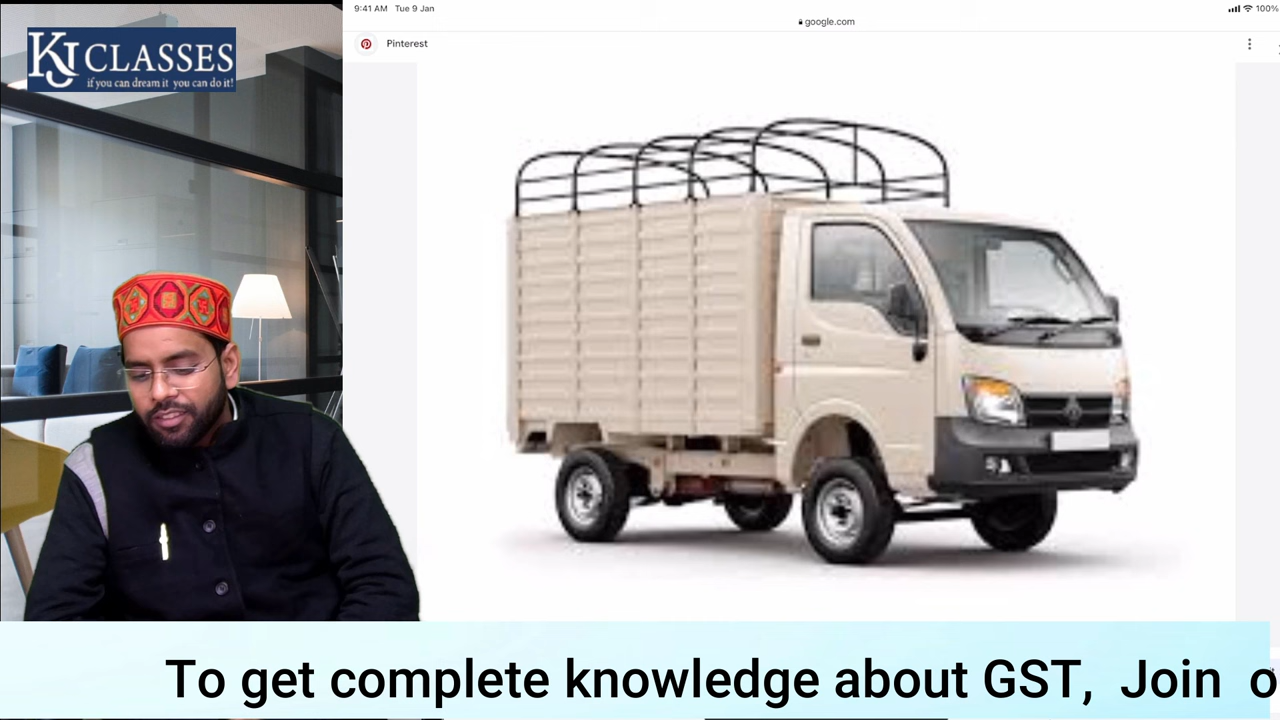 9:41 AM Tue 9 Jan
100%
google.com
Pinterest
KJ CLASSES
if you can dream it you can do it!
To get complete knowledge about GST, Join